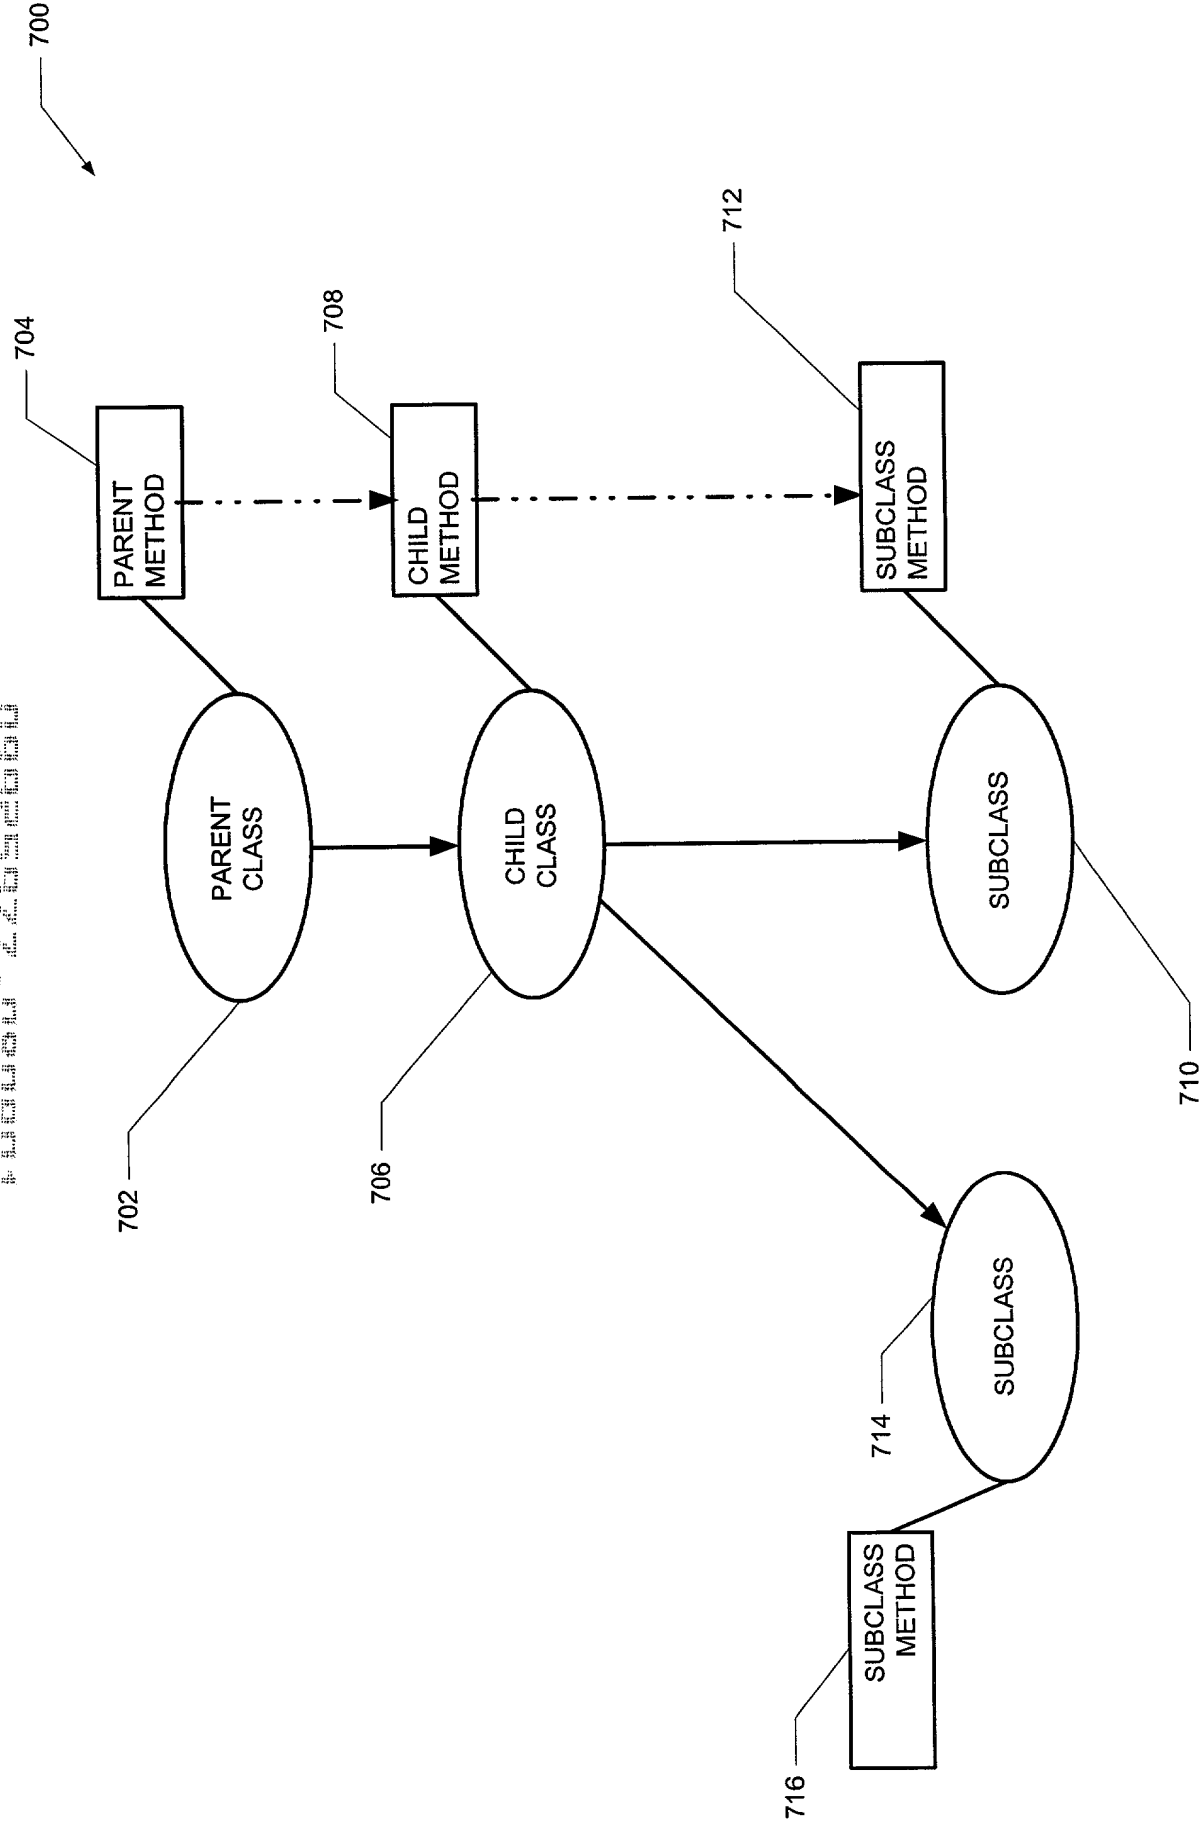 700
704
PARENT
METHOD
708
CHILD
METHOD
712
SUBCLASS
METHOD
PARENT
CLASS
702
CHILD
CLASS
706
SUBCLASS
710
SUBCLASS
714
SUBCLASS
METHOD
716